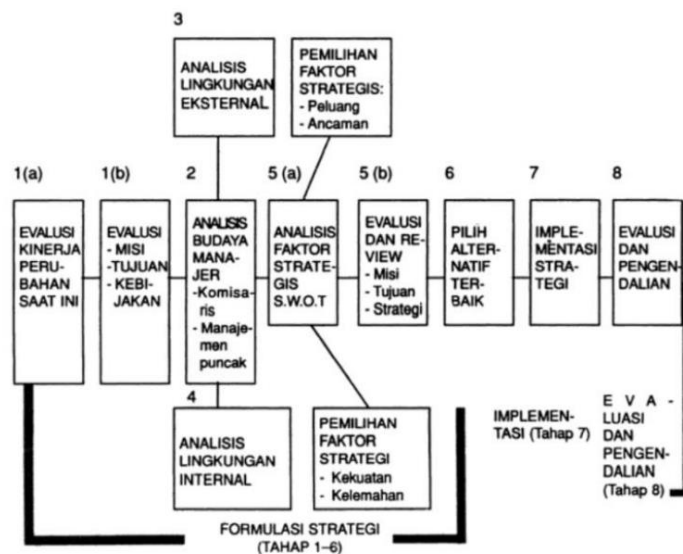 3
ANALISIS
LINGKUNGAN
EKSTERNAL
PEMILIHAN
FAKTOR
STRATEGIS:
- Peluang
- Ancaman
1(a)
EVALUSI
KINERJA
PERU-
BAHAN
SAAT INI
1(b)
EVALUSI
- MISI
-TUJUAN
- KEBI-
JAKAN
2
ANALISIS
BUDAYA
MANA-
JER
-Komisa-
ris
- Manaje-
men
puncak
5 (a)
ANALISIS
FAKTOR
STRATE-
GIS
S.W.O.T
5 (b)
EVALUSI
DAN RE-
VIEW
- Misi
- Tujuan
- Strategi
6
PILIH
ALTER-
NATIF
TER-
BAIK
7
IMPLE-
MENTASI
STRA-
TEGI
8
EVALUSI
DAN
PENGEN-
DALIAN
4
ANALISIS
LINGKUNGAN
INTERNAL
PEMILIHAN
FAKTOR
STRATEGI
- Kekuatan
- Kelemahan
IMPLEMEN-
TASI (Tahap 7)
E V A -
LUASI
DAN
PENGEN-
DALIAN
(Tahap 8)
FORMULASI STRATEGI
(TAHAP 1–6)